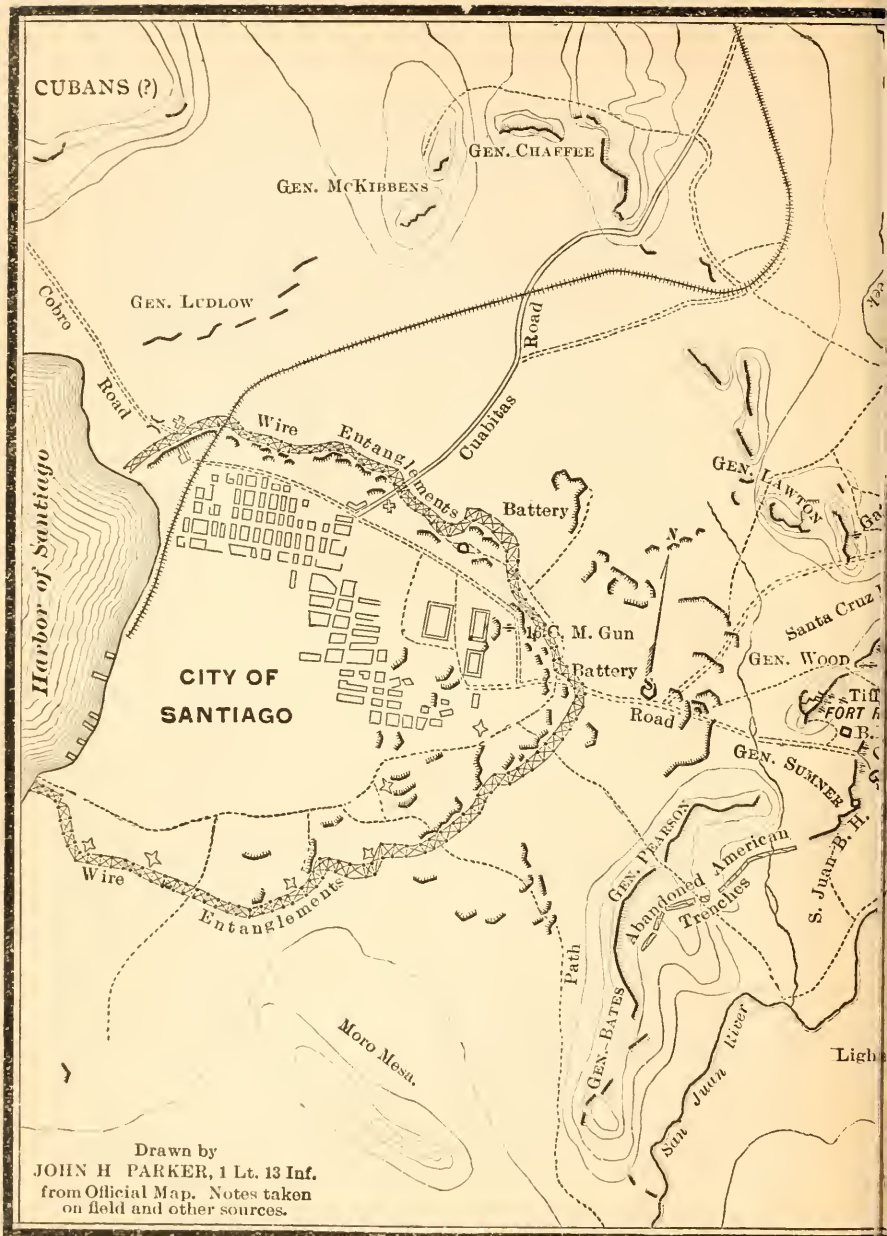 CUBANS (?)
GEN. CHAFFEE
GEN. MCKIBBENS
GEN. LUDLOW
Cobro Road
Cuabitas Road
Wire Entanglements
Harbor of Santiago
Battery
GEN. LAWTON
N
C. M. Gun
Battery
Santa Cruz
GEN. WOOD
CITY OF
SANTIAGO
Road
FORT
B.
GEN. SUMNER
GEN. PEARSON
Abandoned American
Trenches
S. Juan B. H.
Wire Entanglements
Path
GEN. BATES
San Juan River
Moro Mesa.
Drawn by
JOHN H PARKER, 1 Lt. 13 Inf.
from Official Map. Notes taken
on field and other sources.